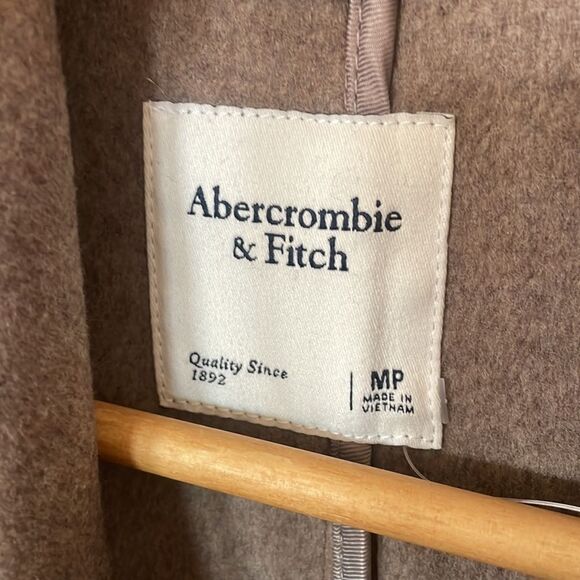 Abercrombie
& Fitch
Quality Since
1892
MP
MADE IN
VIETNAM